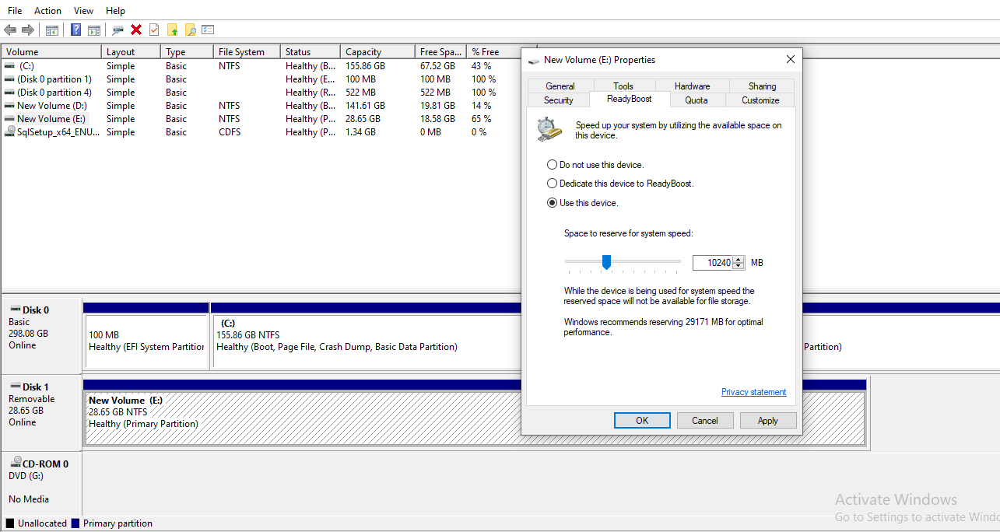 File Action View Help
Volume Layout Type File System Status Capacity Free Spa... % Free
(C:) Simple Basic NTFS Healthy (B... 155.86 GB 67.52 GB 43 %
(Disk 0 partition 1) Simple Basic Healthy (E... 100 MB 100 MB 100 %
(Disk 0 partition 4) Simple Basic Healthy (R... 522 MB 522 MB 100 %
New Volume (D:) Simple Basic NTFS Healthy (B... 141.61 GB 19.81 GB 14 %
New Volume (E:) Simple Basic NTFS Healthy (P... 28.65 GB 18.58 GB 65 %
SqlSetup_x64_ENU... Simple Basic CDFS Healthy (P... 1.34 GB 0 MB 0 %
New Volume (E:) Properties
General Tools Hardware Sharing
Security ReadyBoost Quota Customize
Speed up your system by utilizing the available space on
this device.
Do not use this device.
Dedicate this device to ReadyBoost.
Use this device.
Space to reserve for system speed:
10240 MB
While the device is being used for system speed the
reserved space will not be available for file storage.
Windows recommends reserving 29171 MB for optimal
performance.
Privacy statement
OK Cancel Apply
Disk 0
Basic
298.08 GB
Online
100 MB
Healthy (EFI System Partition
(C:)
155.86 GB NTFS
Healthy (Boot, Page File, Crash Dump, Basic Data Partition)
Partition)
Disk 1
Removable
28.65 GB
Online
New Volume (E:)
28.65 GB NTFS
Healthy (Primary Partition)
CD-ROM 0
DVD (G:)
No Media
Unallocated Primary partition
Activate Windows
Go to Settings to activate Windo